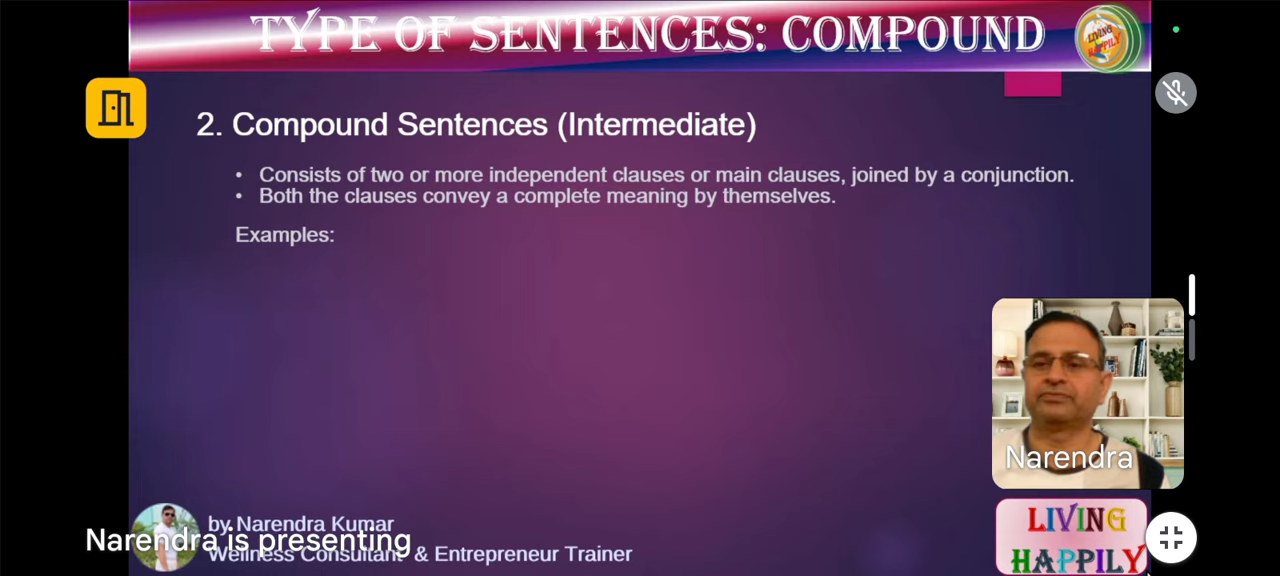 TYPE OF SENTENCES: COMPOUND
LIVING
HAPPILY
2. Compound Sentences (Intermediate)
• Consists of two or more independent clauses or main clauses, joined by a conjunction.
• Both the clauses convey a complete meaning by themselves.
Examples:
Narendra
by Narendra Kumar
Narendra is presenting
Wellness Consultant & Entrepreneur Trainer
LIVING
HAPPILY